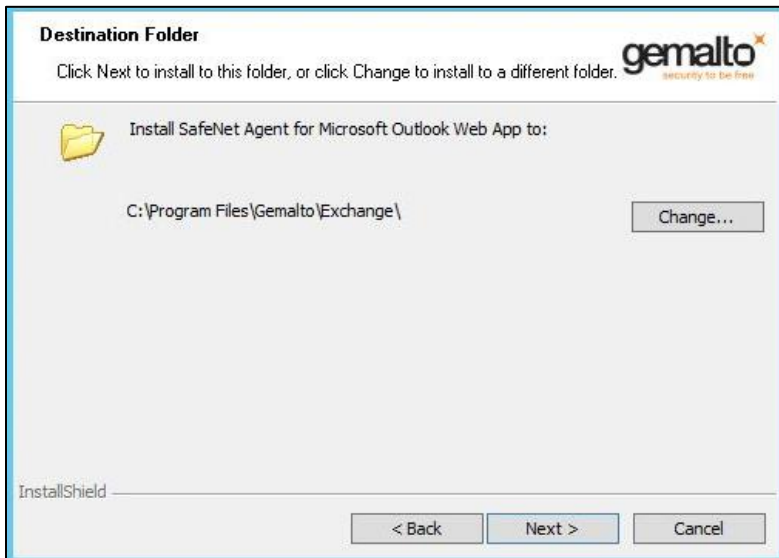 Destination Folder
Click Next to install to this folder, or click Change to install to a different folder.
gemalto
security to be free
Install SafeNet Agent for Microsoft Outlook Web App to:
C:\Program Files\Gemalto\Exchange\
Change...
InstallShield
< Back
Next >
Cancel